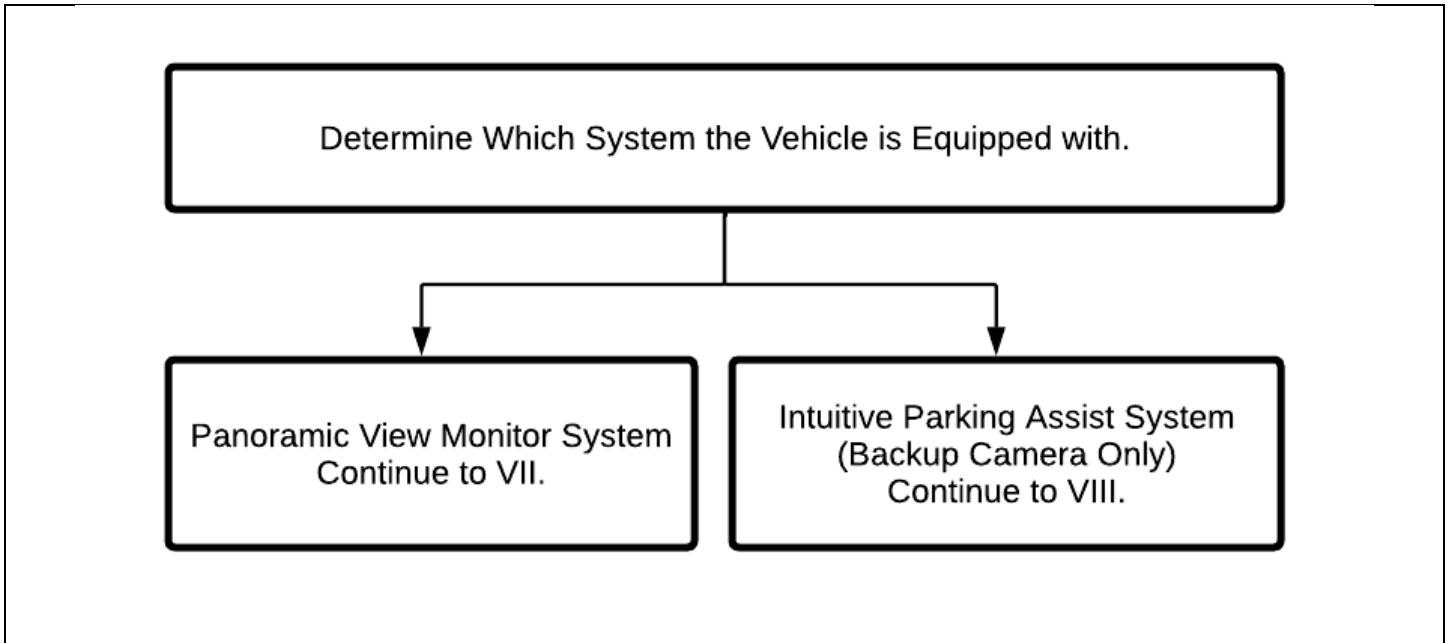 Determine Which System the Vehicle is Equipped with.
Panoramic View Monitor System
Continue to VII.
Intuitive Parking Assist System
(Backup Camera Only)
Continue to VIII.